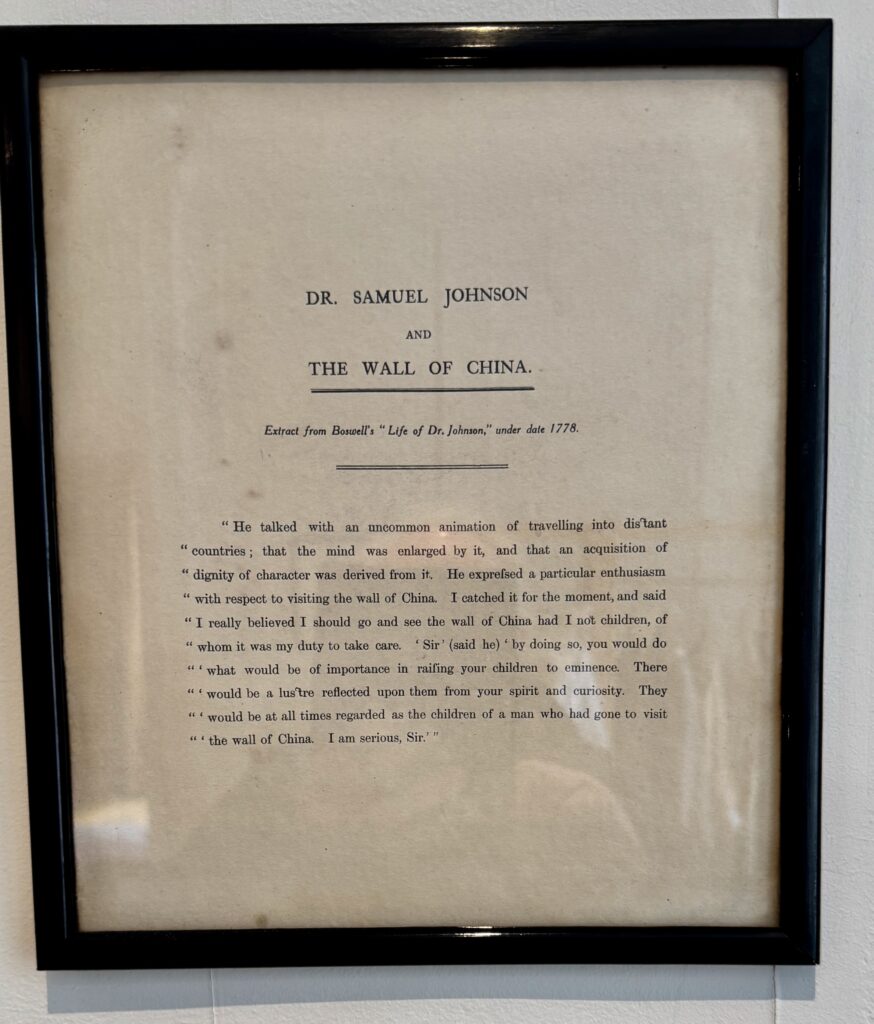 DR. SAMUEL JOHNSON
AND
THE WALL OF CHINA.
Extract from Boswell's "Life of Dr. Johnson," under date 1778.
"He talked with an uncommon animation of travelling into diſtant
"countries; that the mind was enlarged by it, and that an acquisition of
"dignity of character was derived from it. He expreſsed a particular enthusiasm
"with respect to visiting the wall of China. I catched it for the moment, and said
"I really believed I should go and see the wall of China had I not children, of
"whom it was my duty to take care. 'Sir' (said he) 'by doing so, you would do
"'what would be of importance in raiſing your children to eminence. There
"'would be a luſtre reflected upon them from your spirit and curiosity. They
"'would be at all times regarded as the children of a man who had gone to visit
"'the wall of China. I am serious, Sir.'"